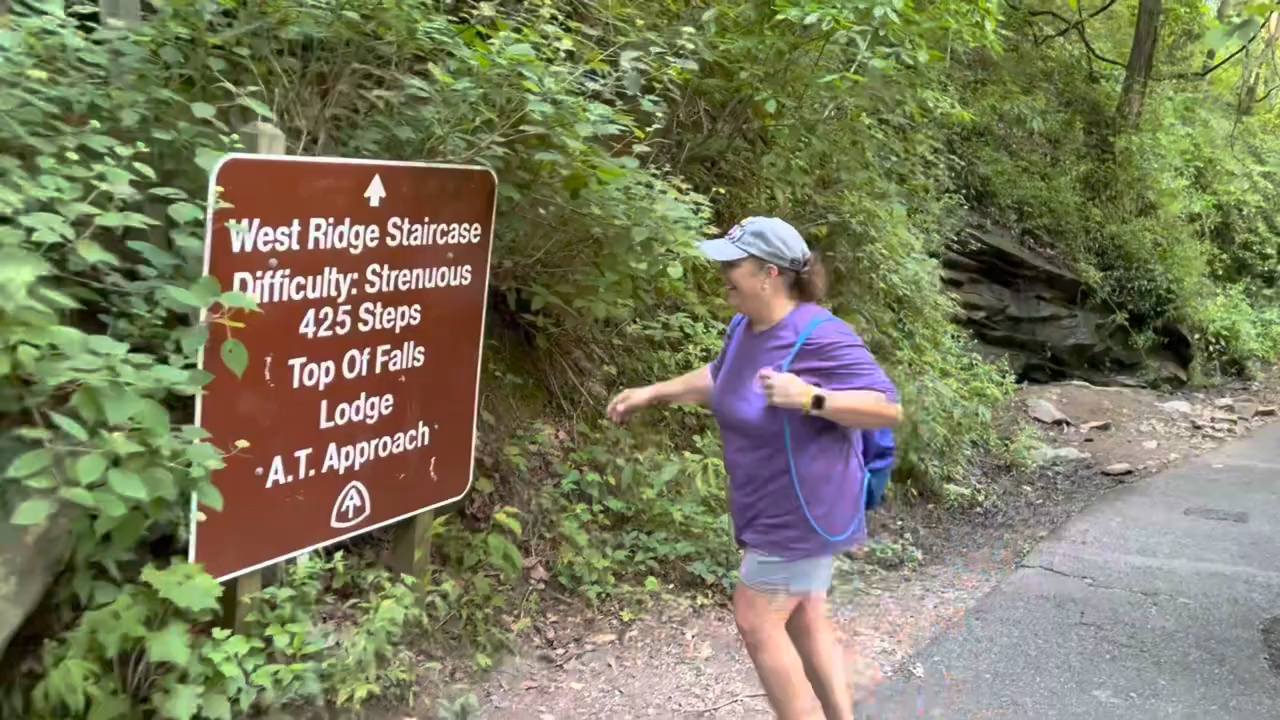 West Ridge Staircase
Difficulty: Strenuous
425 Steps
Top Of Falls
Lodge
A.T. Approach